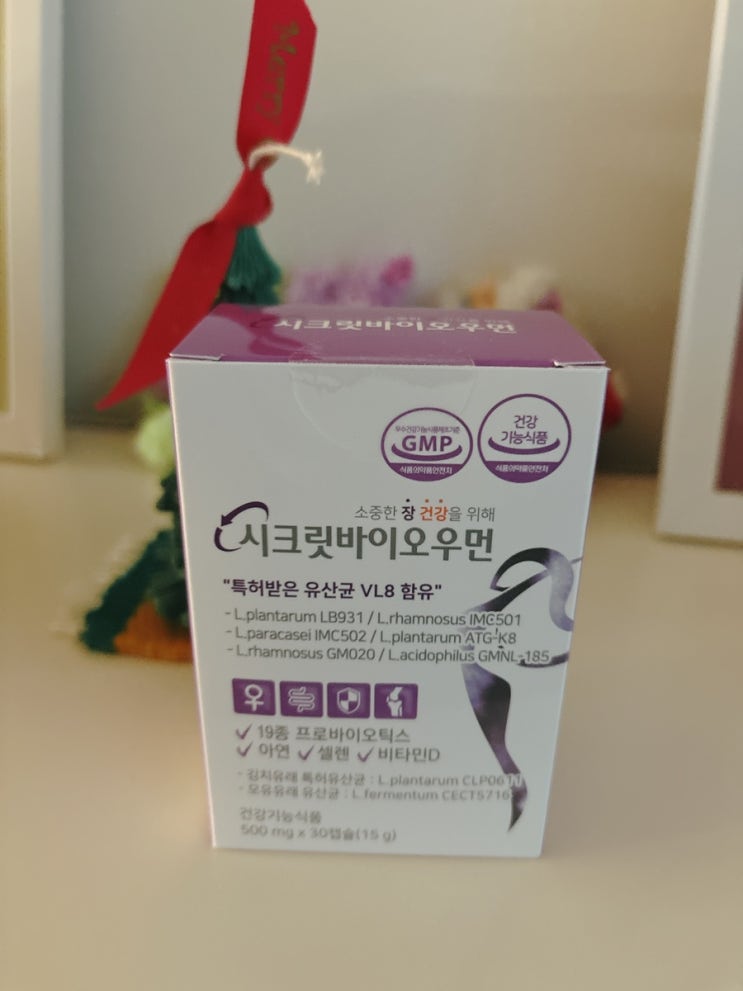 Merry
시크릿바이오우먼
우수건강기능식품제조기준
GMP
식품의약품안전처
건강
기능식품
식품의약품안전처
소중한 장 건강을 위해
시크릿바이오우먼
"특허받은 유산균 VL8 함유"
- L.plantarum LB931 / L.rhamnosus IMC501
- L.paracasei IMC502 / L.plantarum ATG-K8
- L.rhamnosus GM020 / L.acidophilus GMNL-185
19종 프로바이오틱스
아연 셀렌 비타민D
- 김치유래 특허유산균 : L.plantarum CLP0611
- 모유유래 유산균 : L.fermentum CECT5716
건강기능식품
500 mg x 30캡슐(15 g)